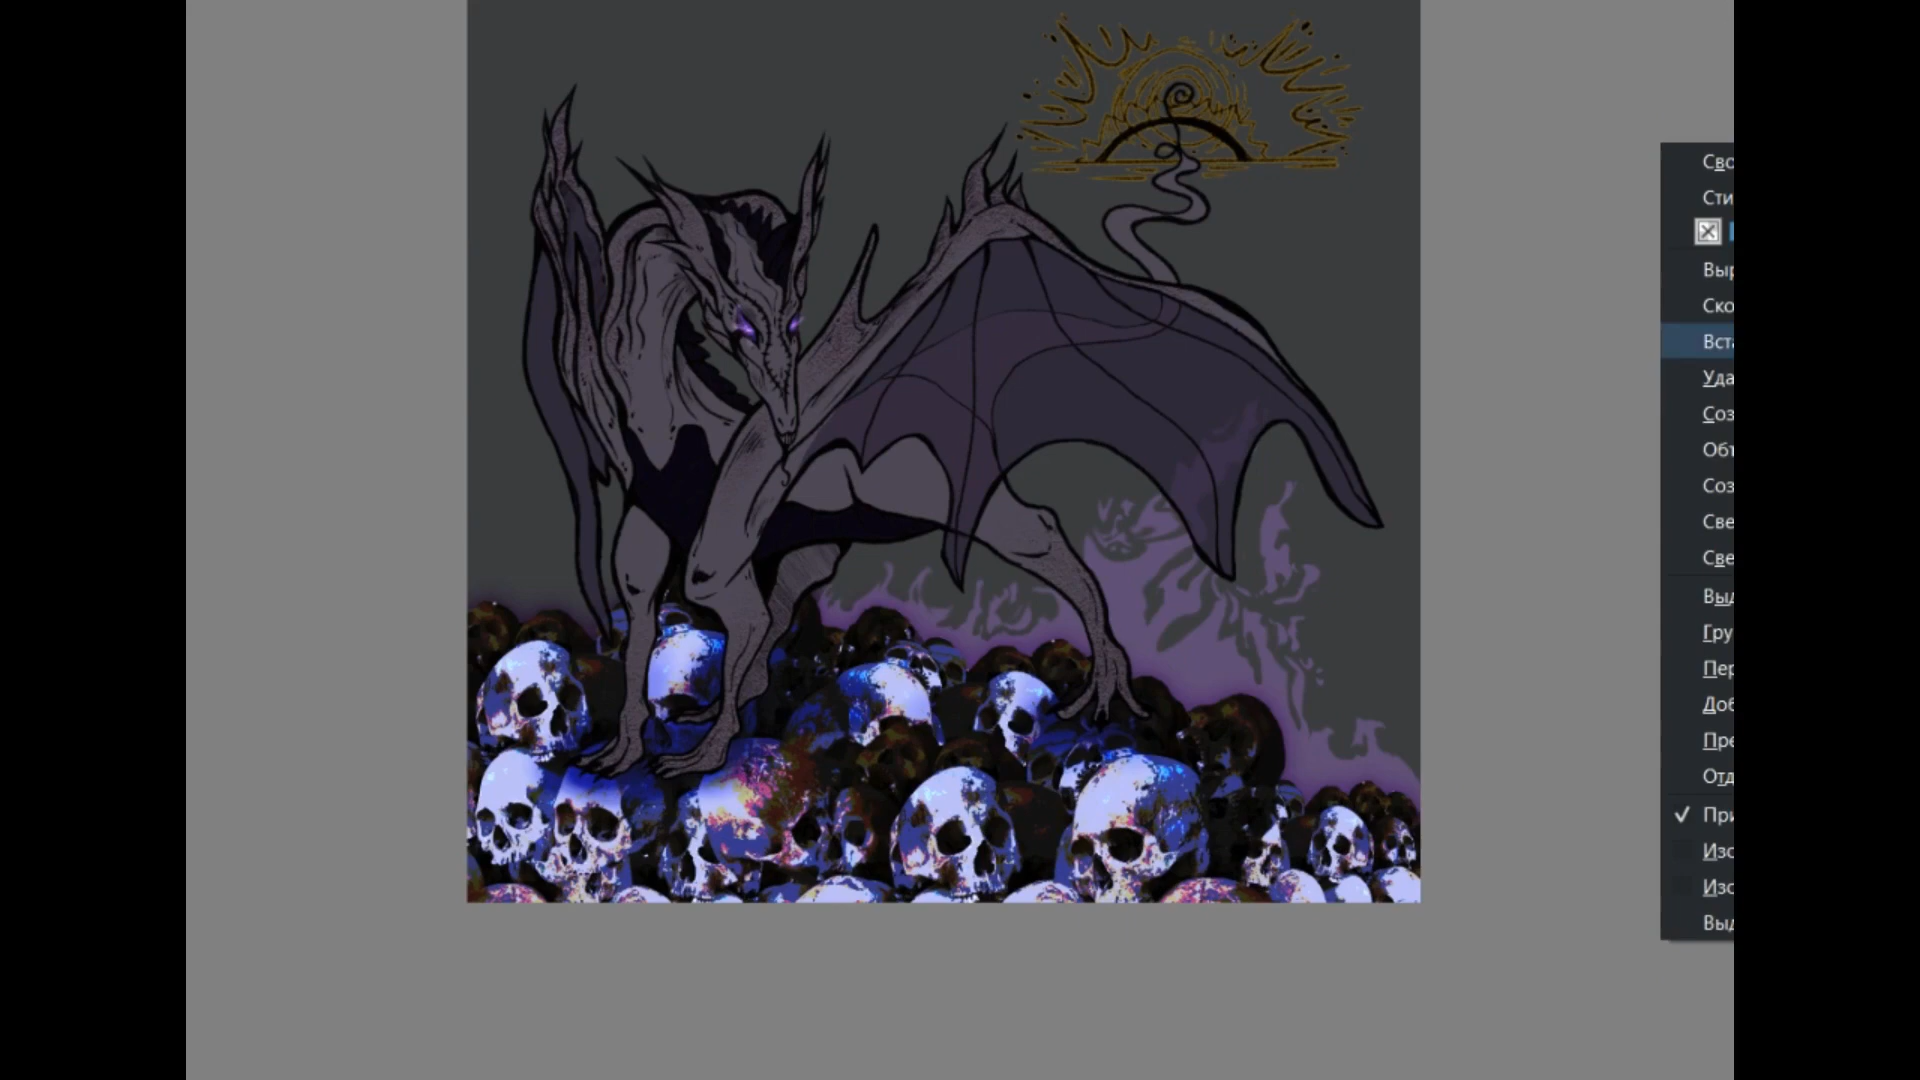 Сво
Сти
Выр
Ско
Вста
Уда
Соз
Объ
Соз
Све
Све
Выд
Гру
Пер
Доб
Пре
Отд
При
Изо
Изо
Выд